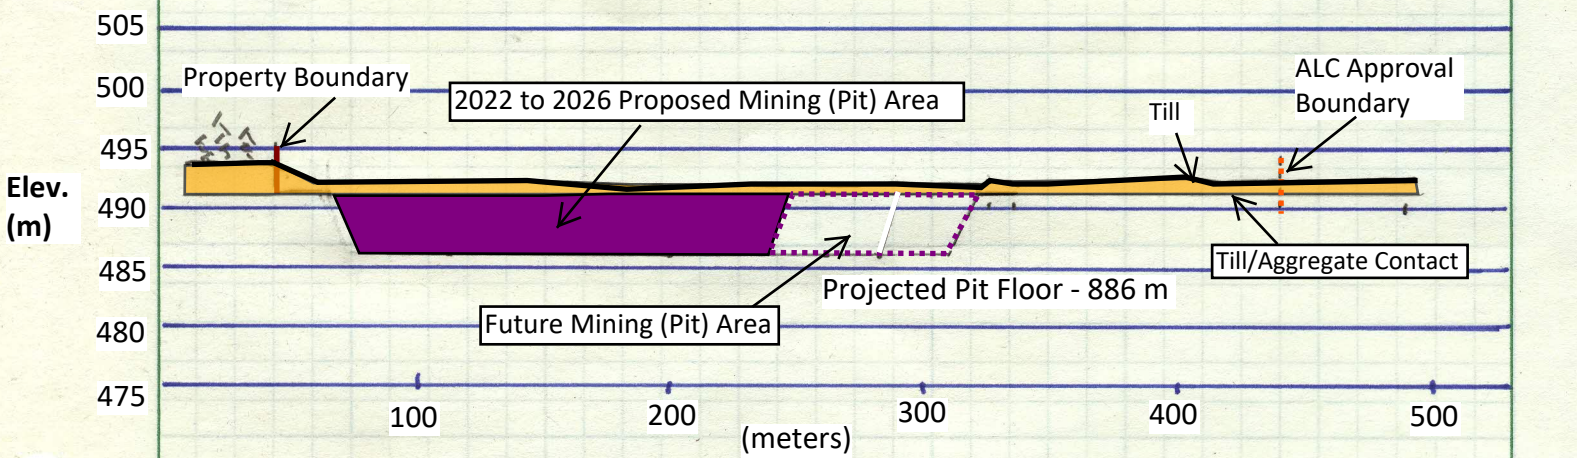 505
500
495
490
485
480
475
Elev.
(m)
Property Boundary
2022 to 2026 Proposed Mining (Pit) Area
Till
ALC Approval
Boundary
Till/Aggregate Contact
Projected Pit Floor - 886 m
Future Mining (Pit) Area
100
200
300
400
500
(meters)